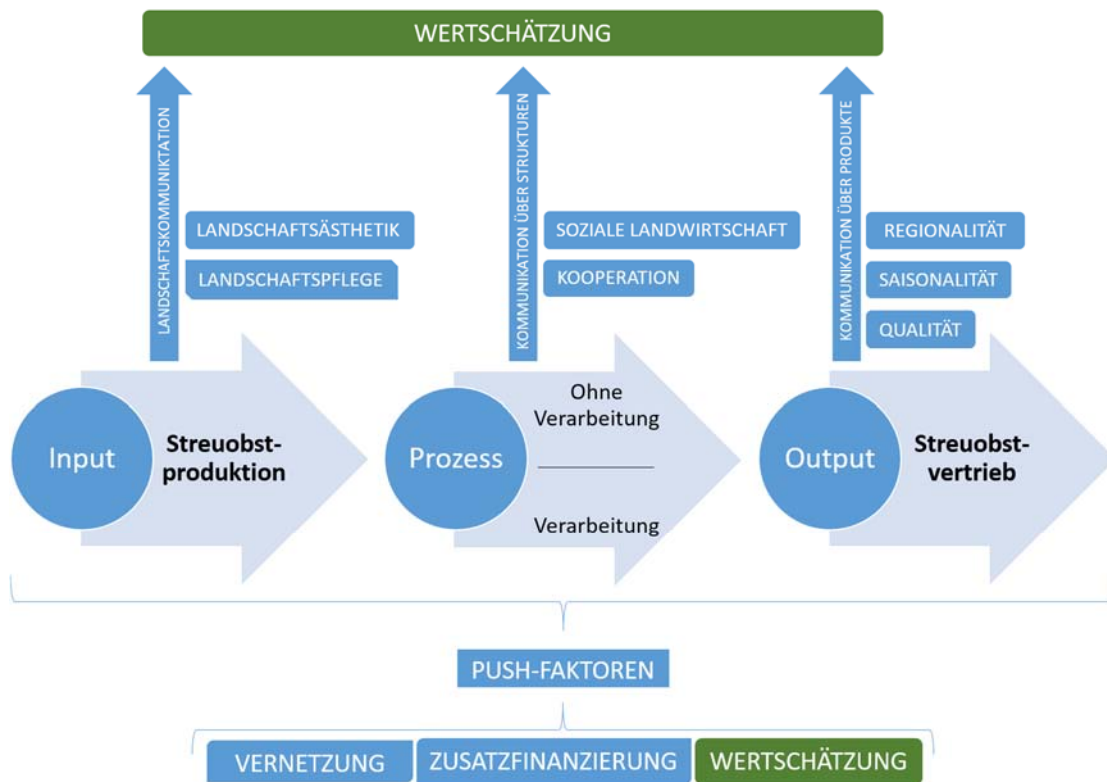 WERTSCHÄTZUNG
LANDSCHAFTSKOMMUNIKTATION
LANDSCHAFTSÄSTHETIK
LANDSCHAFTSPFLEGE
KOMMUNIKATION ÜBER STRUKTUREN
SOZIALE LANDWIRTSCHAFT
KOOPERATION
KOMMUNIKATION ÜBER PRODUKTE
REGIONALITÄT
SAISONALITÄT
QUALITÄT
Input
Streuobst-
produktion
Prozess
Ohne
Verarbeitung
Verarbeitung
Output
Streuobst-
vertrieb
PUSH-FAKTOREN
VERNETZUNG
ZUSATZFINANZIERUNG
WERTSCHÄTZUNG